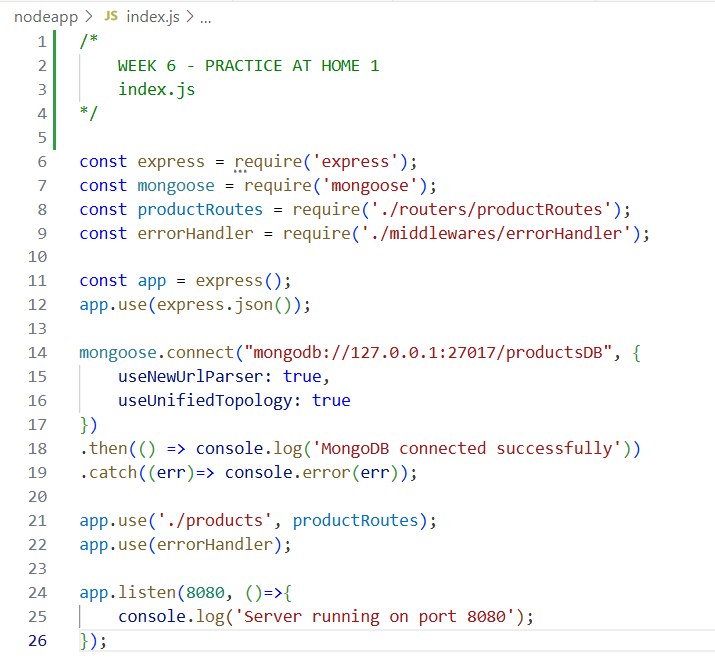 nodeapp > JS index.js > ...
1 /*
2 WEEK 6 - PRACTICE AT HOME 1
3 index.js
4 */
5
6 const express = require('express');
7 const mongoose = require('mongoose');
8 const productRoutes = require('./routers/productRoutes');
9 const errorHandler = require('./middlewares/errorHandler');
10
11 const app = express();
12 app.use(express.json());
13
14 mongoose.connect("mongodb://127.0.0.1:27017/productsDB", {
15     useNewUrlParser: true,
16     useUnifiedTopology: true
17 })
18 .then(() => console.log('MongoDB connected successfully'))
19 .catch((err)=> console.error(err));
20
21 app.use('./products', productRoutes);
22 app.use(errorHandler);
23
24 app.listen(8080, ()=>{
25     console.log('Server running on port 8080');
26 });